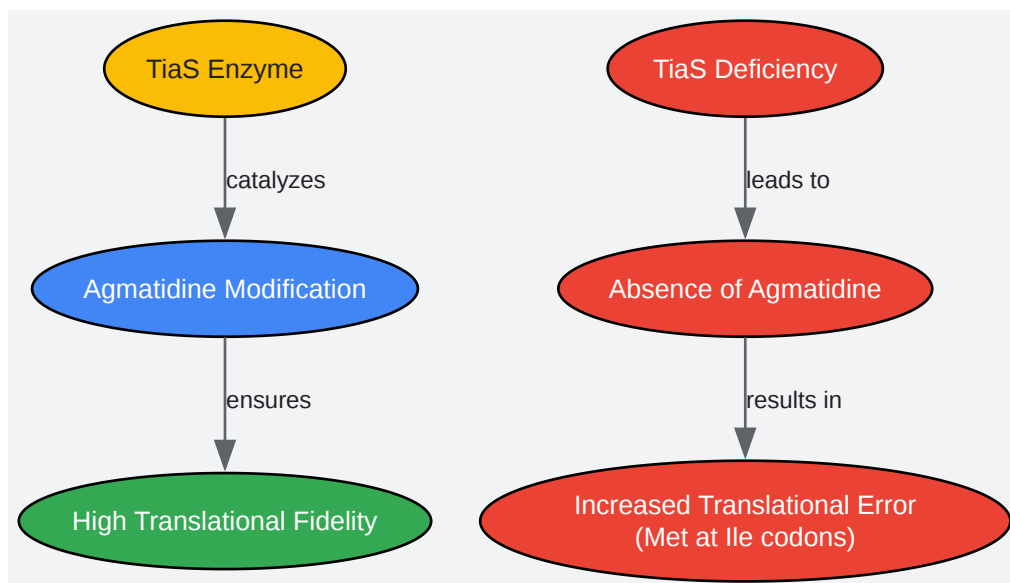 TiaS Enzyme
catalyzes
Agmatidine Modification
ensures
High Translational Fidelity
TiaS Deficiency
leads to
Absence of Agmatidine
results in
Increased Translational Error
(Met at Ile codons)